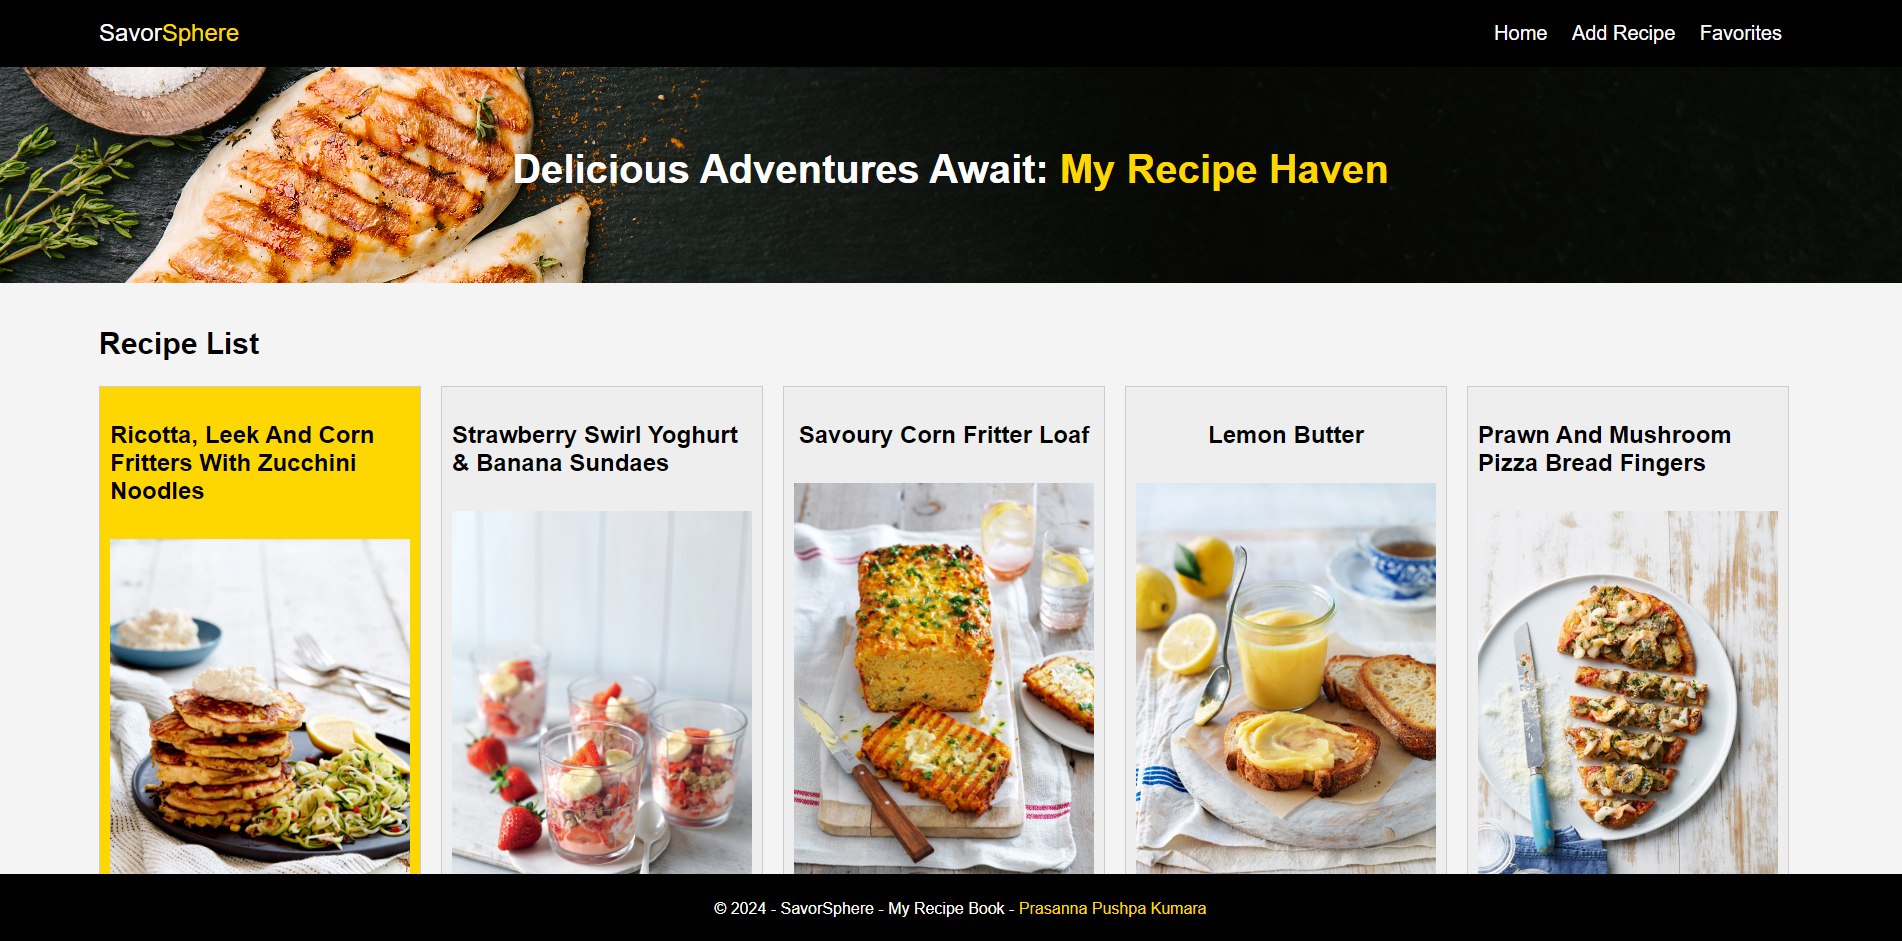 SavorSphere
Home Add Recipe Favorites
Delicious Adventures Await: My Recipe Haven
Recipe List
Ricotta, Leek And Corn
Fritters With Zucchini
Noodles
Strawberry Swirl Yoghurt
& Banana Sundaes
Savoury Corn Fritter Loaf
Lemon Butter
Prawn And Mushroom
Pizza Bread Fingers
© 2024 - SavorSphere - My Recipe Book - Prasanna Pushpa Kumara